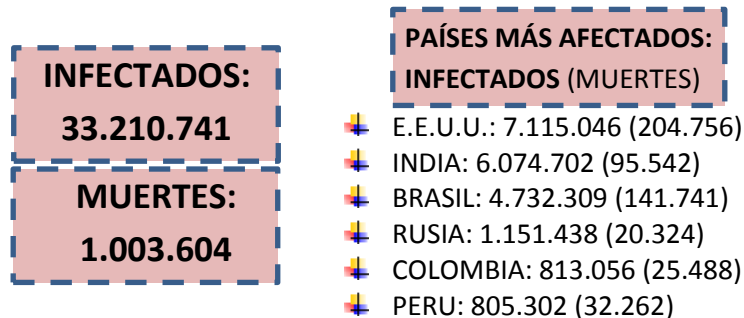 INFECTADOS:
33.210.741
MUERTES:
1.003.604
PAÍSES MÁS AFECTADOS:
INFECTADOS (MUERTES)
E.E.U.U.: 7.115.046 (204.756)
INDIA: 6.074.702 (95.542)
BRASIL: 4.732.309 (141.741)
RUSIA: 1.151.438 (20.324)
COLOMBIA: 813.056 (25.488)
PERU: 805.302 (32.262)